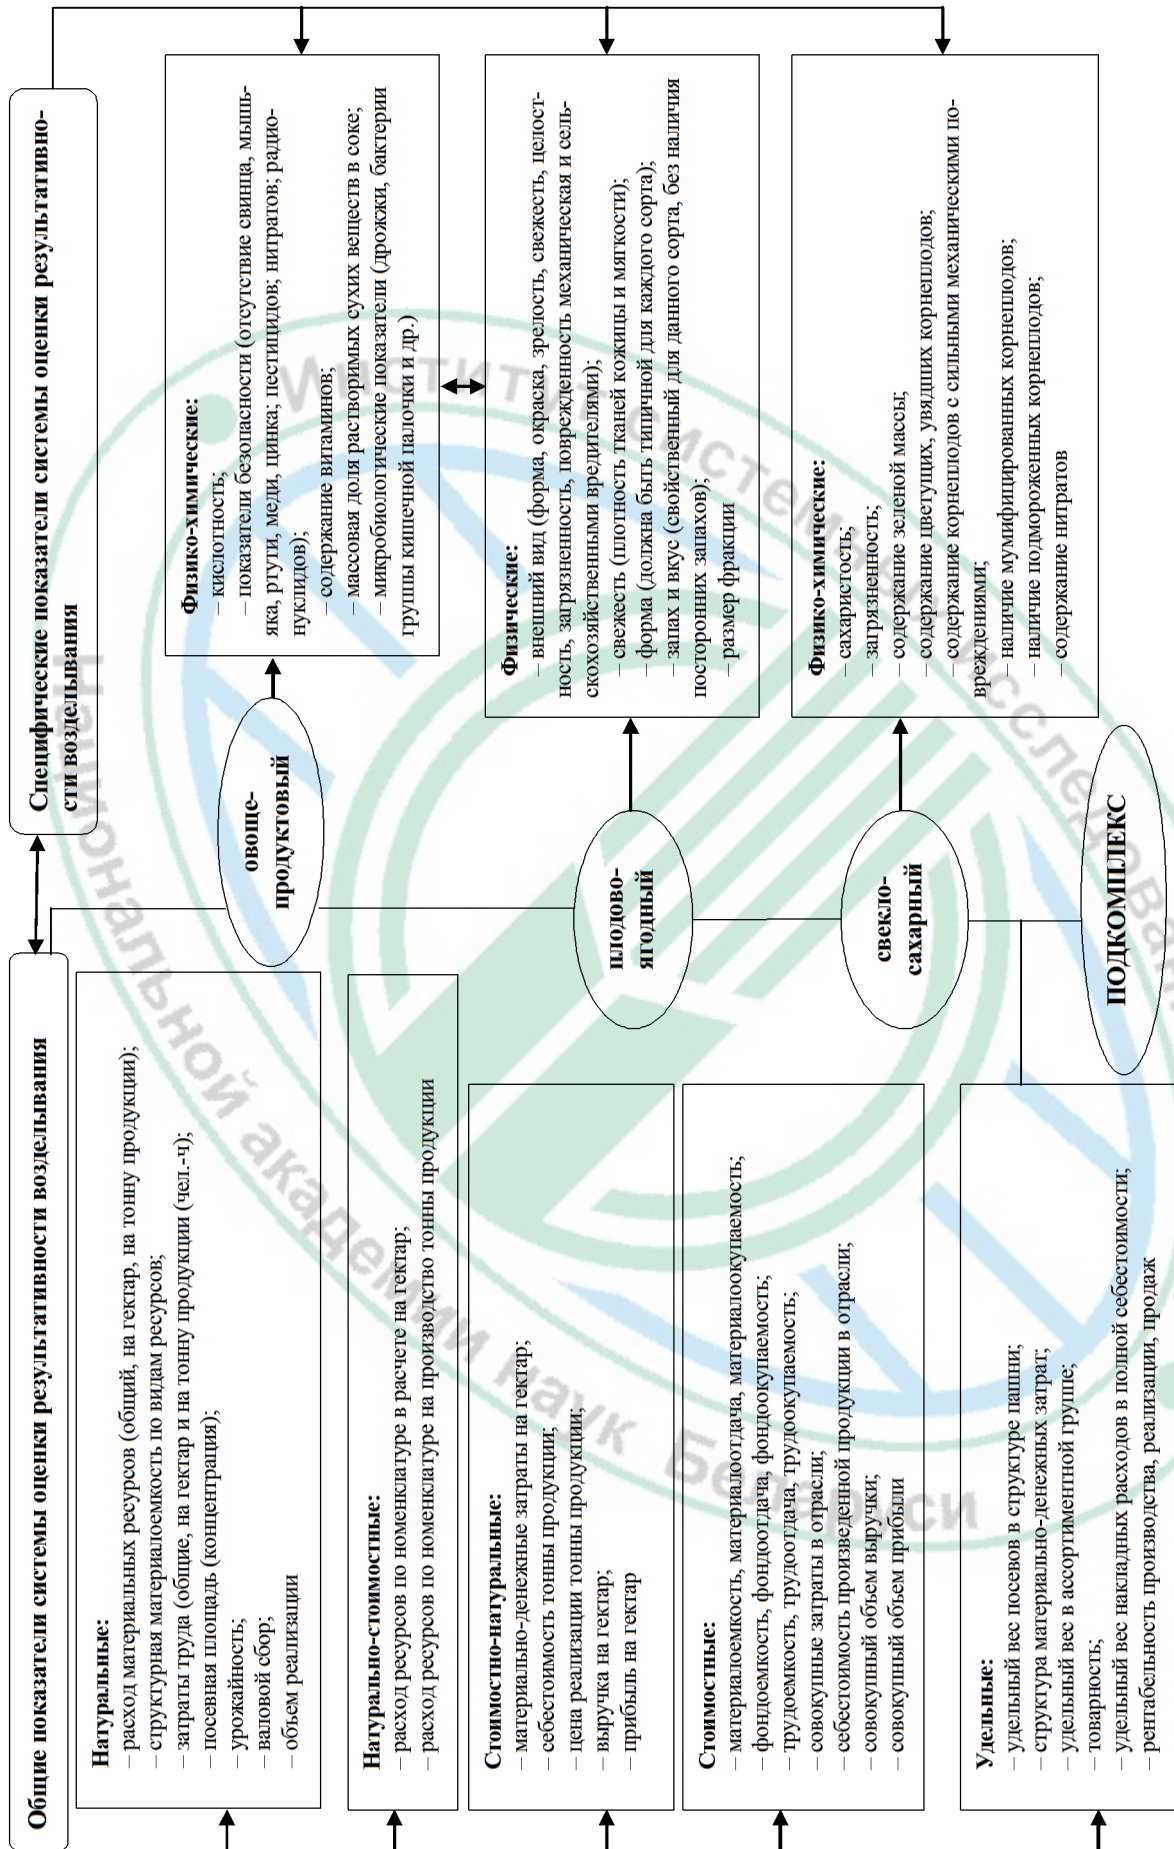 Общие показатели системы оценки результативности возделывания
Натуральные:
– расход материальных ресурсов (общий, на гектар, на тонну продукции);
– структурная материалоемкость по видам ресурсов;
– затраты труда (общие, на гектар и на тонну продукции (чел.-ч);
– посевная площадь (концентрация);
– урожайность;
– валовой сбор;
– объем реализации
Натурально-стоимостные:
– расход ресурсов по номенклатуре в расчете на гектар;
– расход ресурсов по номенклатуре на производство тонны продукции
Стоимостно-натуральные:
– материально-денежные затраты на гектар;
– себестоимость тонны продукции;
– цена реализации тонны продукции;
– выручка на гектар;
– прибыль на гектар
Стоимостные:
– материалоемкость, материалоотдача, материалоокупаемость;
– фондоемкость, фондоотдача, фондоокупаемость;
– трудоемкость, трудоотдача, трудоокупаемость;
– совокупные затраты в отрасли;
– себестоимость произведенной продукции в отрасли;
– совокупный объем выручки;
– совокупный объем прибыли
Удельные:
– удельный вес посевов в структуре пашни;
– структура материально-денежных затрат;
– удельный вес в ассортиментной группе;
– товарность;
– удельный вес накладных расходов в полной себестоимости;
– рентабельность производства, реализации, продаж
овоще-
продуктовый
плодово-
ягодный
свекло-
сахарный
ПОДКОМПЛЕКС
Специфические показатели системы оценки результативно-
сти возделывания
Физико-химические:
– кислотность;
– показатели безопасности (отсутствие свинца, мышь-
яка, ртути, меди, цинка; пестицидов; нитратов; радио-
нуклидов);
– содержание витаминов;
– массовая доля растворимых сухих веществ в соке;
– микробиологические показатели (дрожжи, бактерии
группы кишечной палочки и др.)
Физические:
– внешний вид (форма, окраска, зрелость, свежесть, целост-
ность, загрязненность, поврежденность механическая и сель-
скохозяйственными вредителями);
– свежесть (плотность тканей кожицы и мягкости);
– форма (должна быть типичной для каждого сорта);
– запах и вкус (свойственный для данного сорта, без наличия
посторонних запахов);
– размер фракции
Физико-химические:
– сахаристость;
– загрязненность;
– содержание зеленой массы;
– содержание цветущих, увядших корнеплодов;
– содержание корнеплодов с сильными механическими по-
вреждениями;
– наличие мумифицированных корнеплодов;
– наличие подмороженных корнеплодов;
– содержание нитратов
Институт системных исследован
Национальной академии наук Беларуси